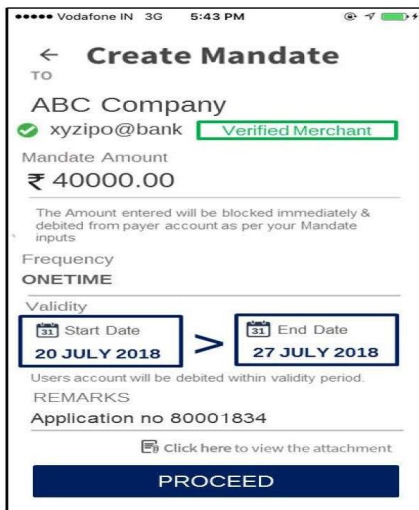 Vodafone IN 3G 5:43 PM
← Create Mandate
TO
ABC Company
xyzipo@bank Verified Merchant
Mandate Amount
₹ 40000.00
The Amount entered will be blocked immediately &
debited from payer account as per your Mandate
inputs
Frequency
ONETIME
Validity
31 Start Date > 31 End Date
20 JULY 2018 27 JULY 2018
Users account will be debited within validity period.
REMARKS
Application no 80001834
Click here to view the attachment
PROCEED